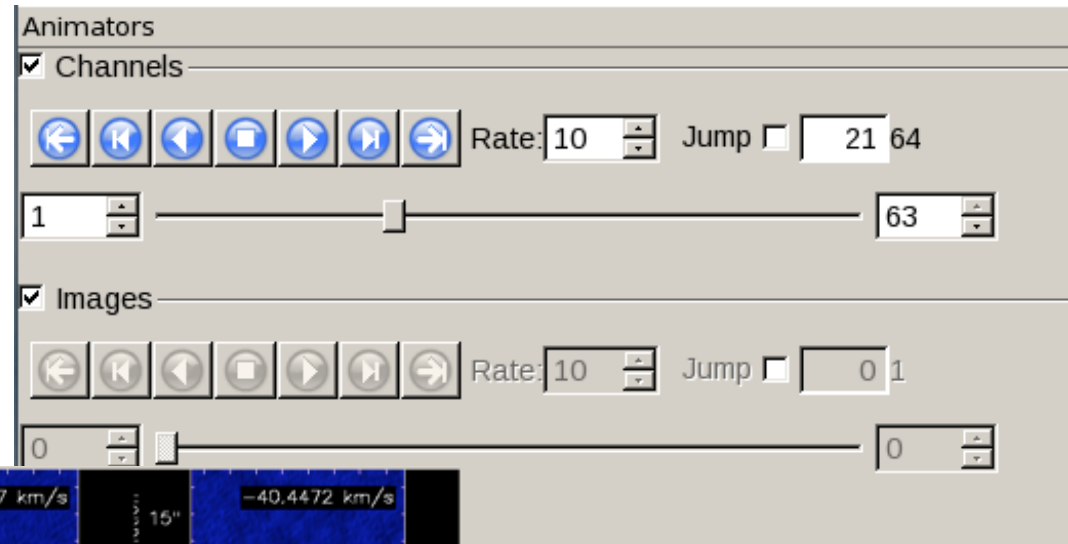 Animators
Channels
Rate: 10 Jump 21 64
1 63
Images
Rate: 10 Jump 0 1
0 0
7 km/s 15" -40.4472 km/s